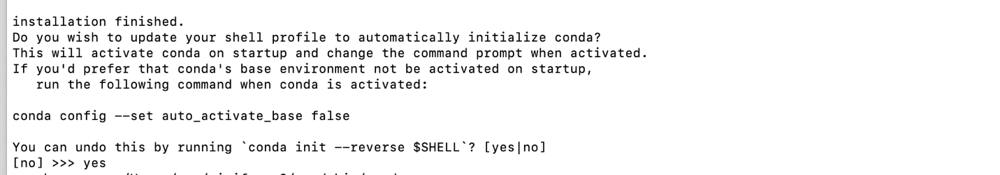 installation finished.
Do you wish to update your shell profile to automatically initialize conda?
This will activate conda on startup and change the command prompt when activated.
If you'd prefer that conda's base environment not be activated on startup,
   run the following command when conda is activated:
conda config --set auto_activate_base false
You can undo this by running `conda init --reverse $SHELL`? [yes|no]
[no] >>> yes